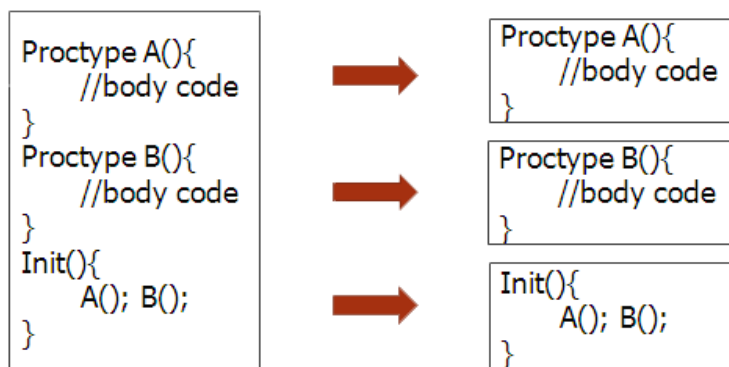 Proctype A(){
//body code
}
Proctype B(){
//body code
}
Init(){
A(); B();
}
Proctype A(){
//body code
}
Proctype B(){
//body code
}
Init(){
A(); B();
}